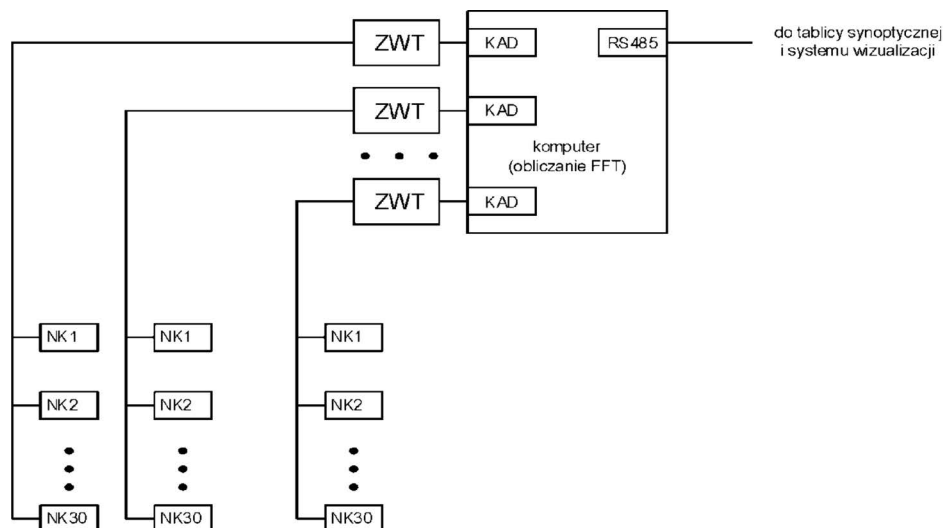 ZWT
KAD
RS485
do tablicy synoptycznej
i systemu wizualizacji
ZWT
KAD
komputer
(obliczanie FFT)
ZWT
KAD
NK1
NK1
NK1
NK2
NK2
NK2
NK30
NK30
NK30